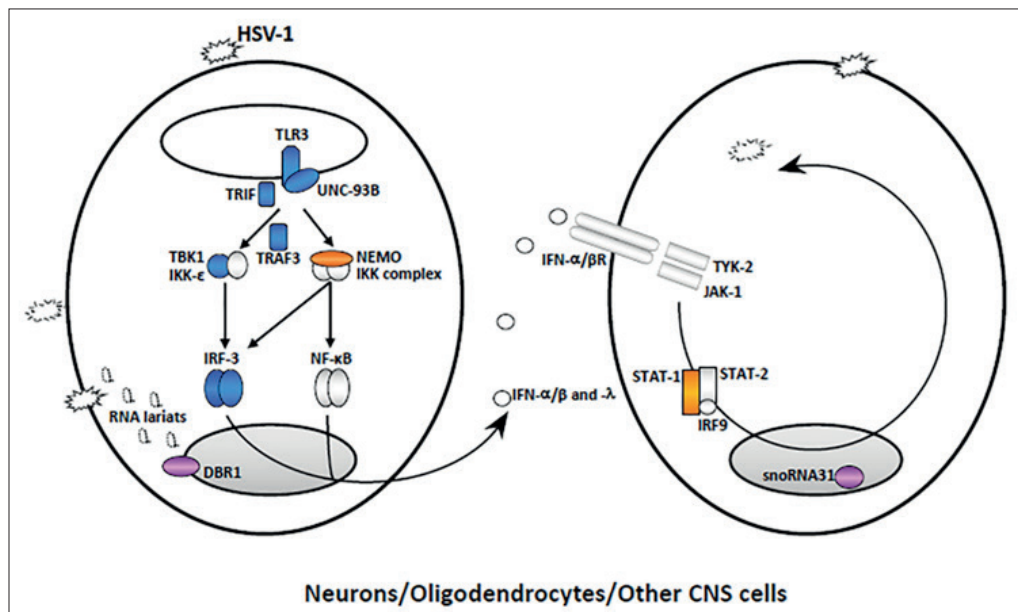 HSV-1
TLR3
UNC-93B
TRIF
TRAF3
TBK1
IKK-ε
NEMO
IKK complex
IRF-3
NF-κB
RNA lariats
DBR1
IFN-α/β and -λ
IFN-α/βR
TYK-2
JAK-1
STAT-1
STAT-2
IRF9
snoRNA31
Neurons/Oligodendrocytes/Other CNS cells